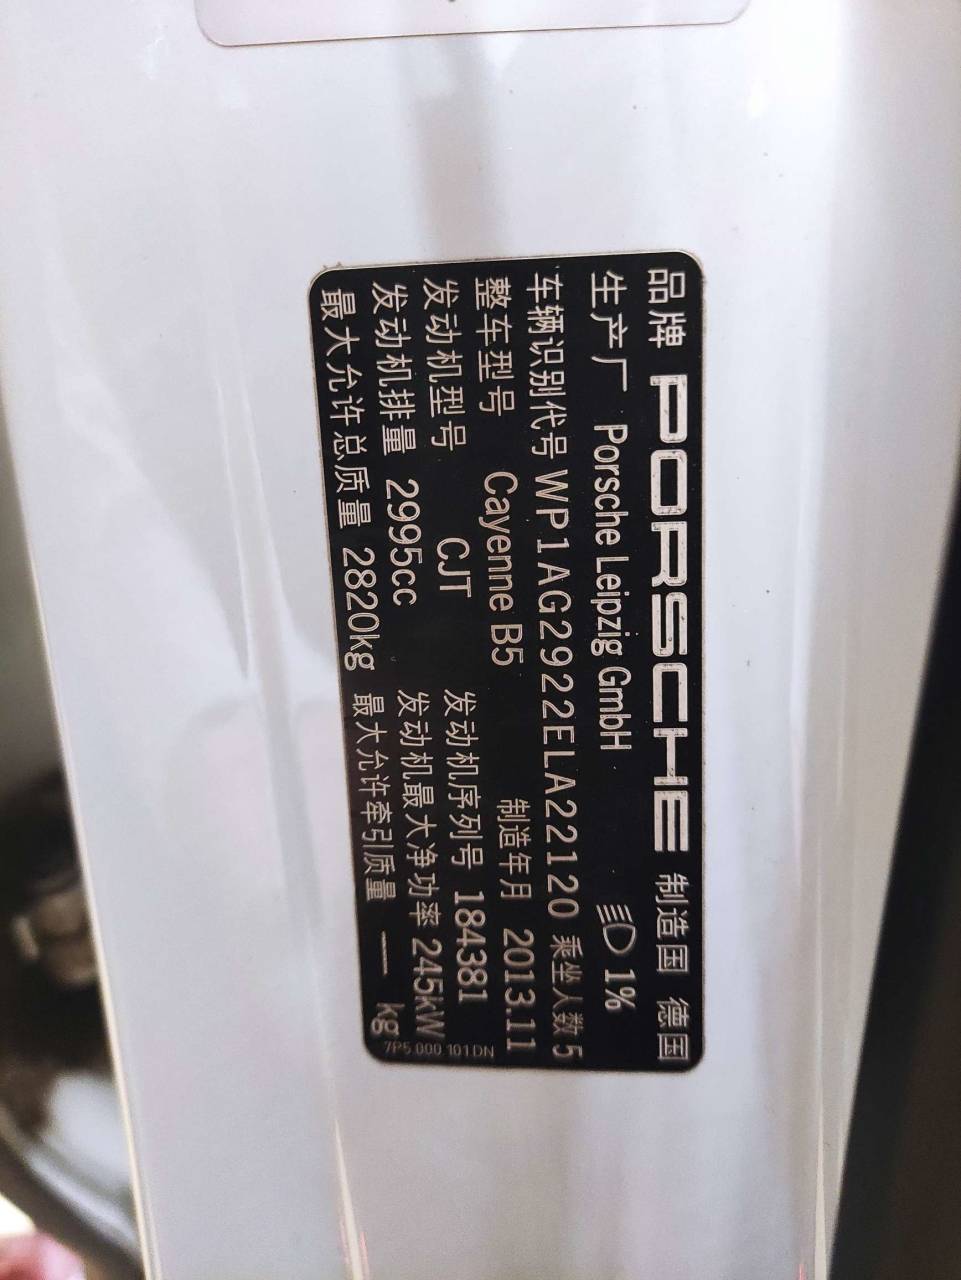 品牌 PORSCHE 制造国 德国
生产厂 Porsche Leipzig GmbH 1%
车辆识别代号 WP1AG2922ELA22120 乘坐人数 5
整车型号 Cayenne B5 制造年月 2013.11
发动机型号 CJT 发动机序列号 184381
发动机排量 2995cc 发动机最大净功率 245kW
最大允许总质量 2820kg 最大允许牵引质量 — kg
7P5.000.101.DN